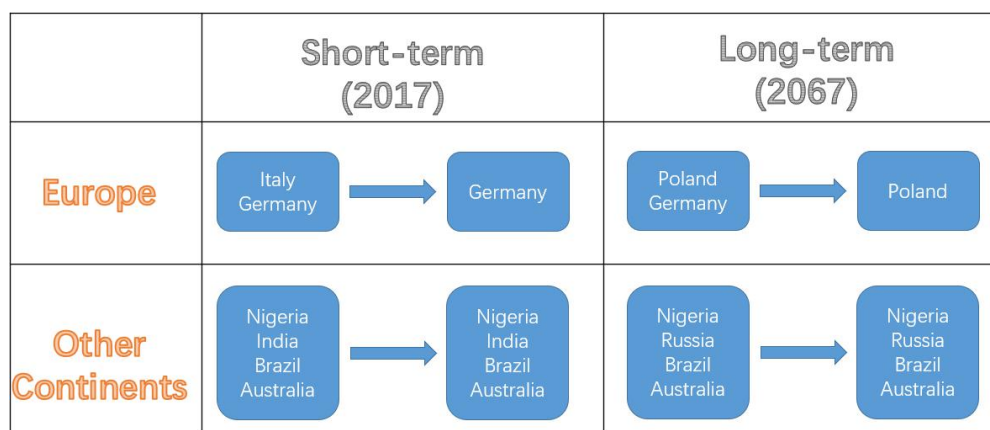 Short-term
(2017)
Long-term
(2067)
Europe
Italy
Germany
Germany
Poland
Germany
Poland
Other
Continents
Nigeria
India
Brazil
Australia
Nigeria
India
Brazil
Australia
Nigeria
Russia
Brazil
Australia
Nigeria
Russia
Brazil
Australia